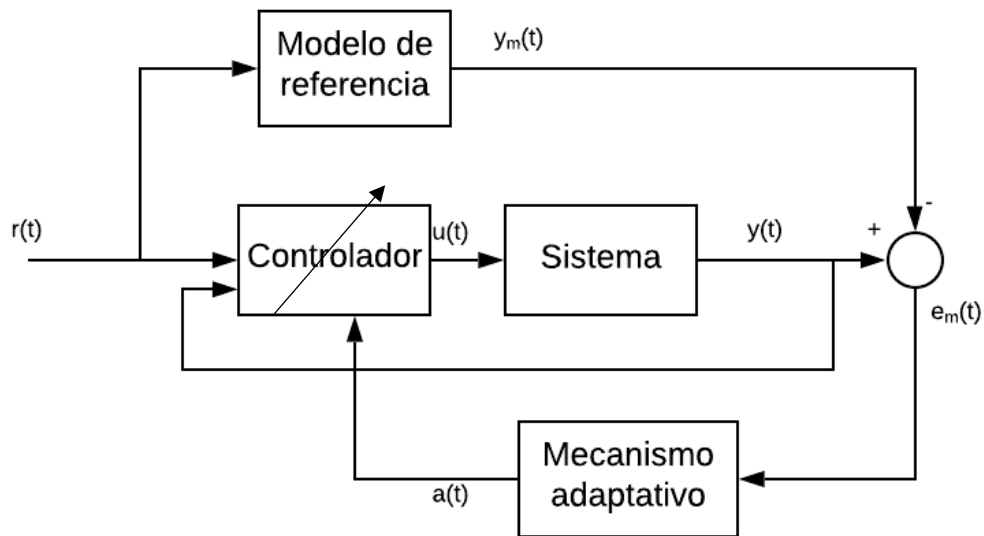 Modelo de
referencia
yₘ(t)
r(t)
Controlador
u(t)
Sistema
y(t)
+
-
eₘ(t)
Mecanismo
adaptativo
a(t)